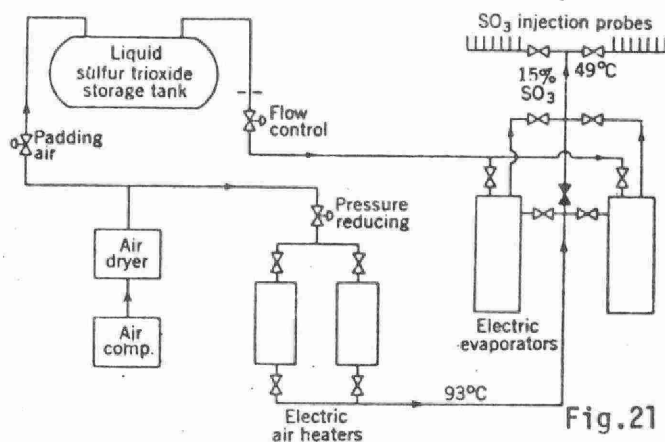 Liquid
sulfur trioxide
storage tank
SO₃ injection probes
15%
SO₃
49°C
Flow
control
Padding
air
Pressure
reducing
Air
dryer
Air
comp.
Electric
evaporators
93°C
Electric
air heaters
Fig.21